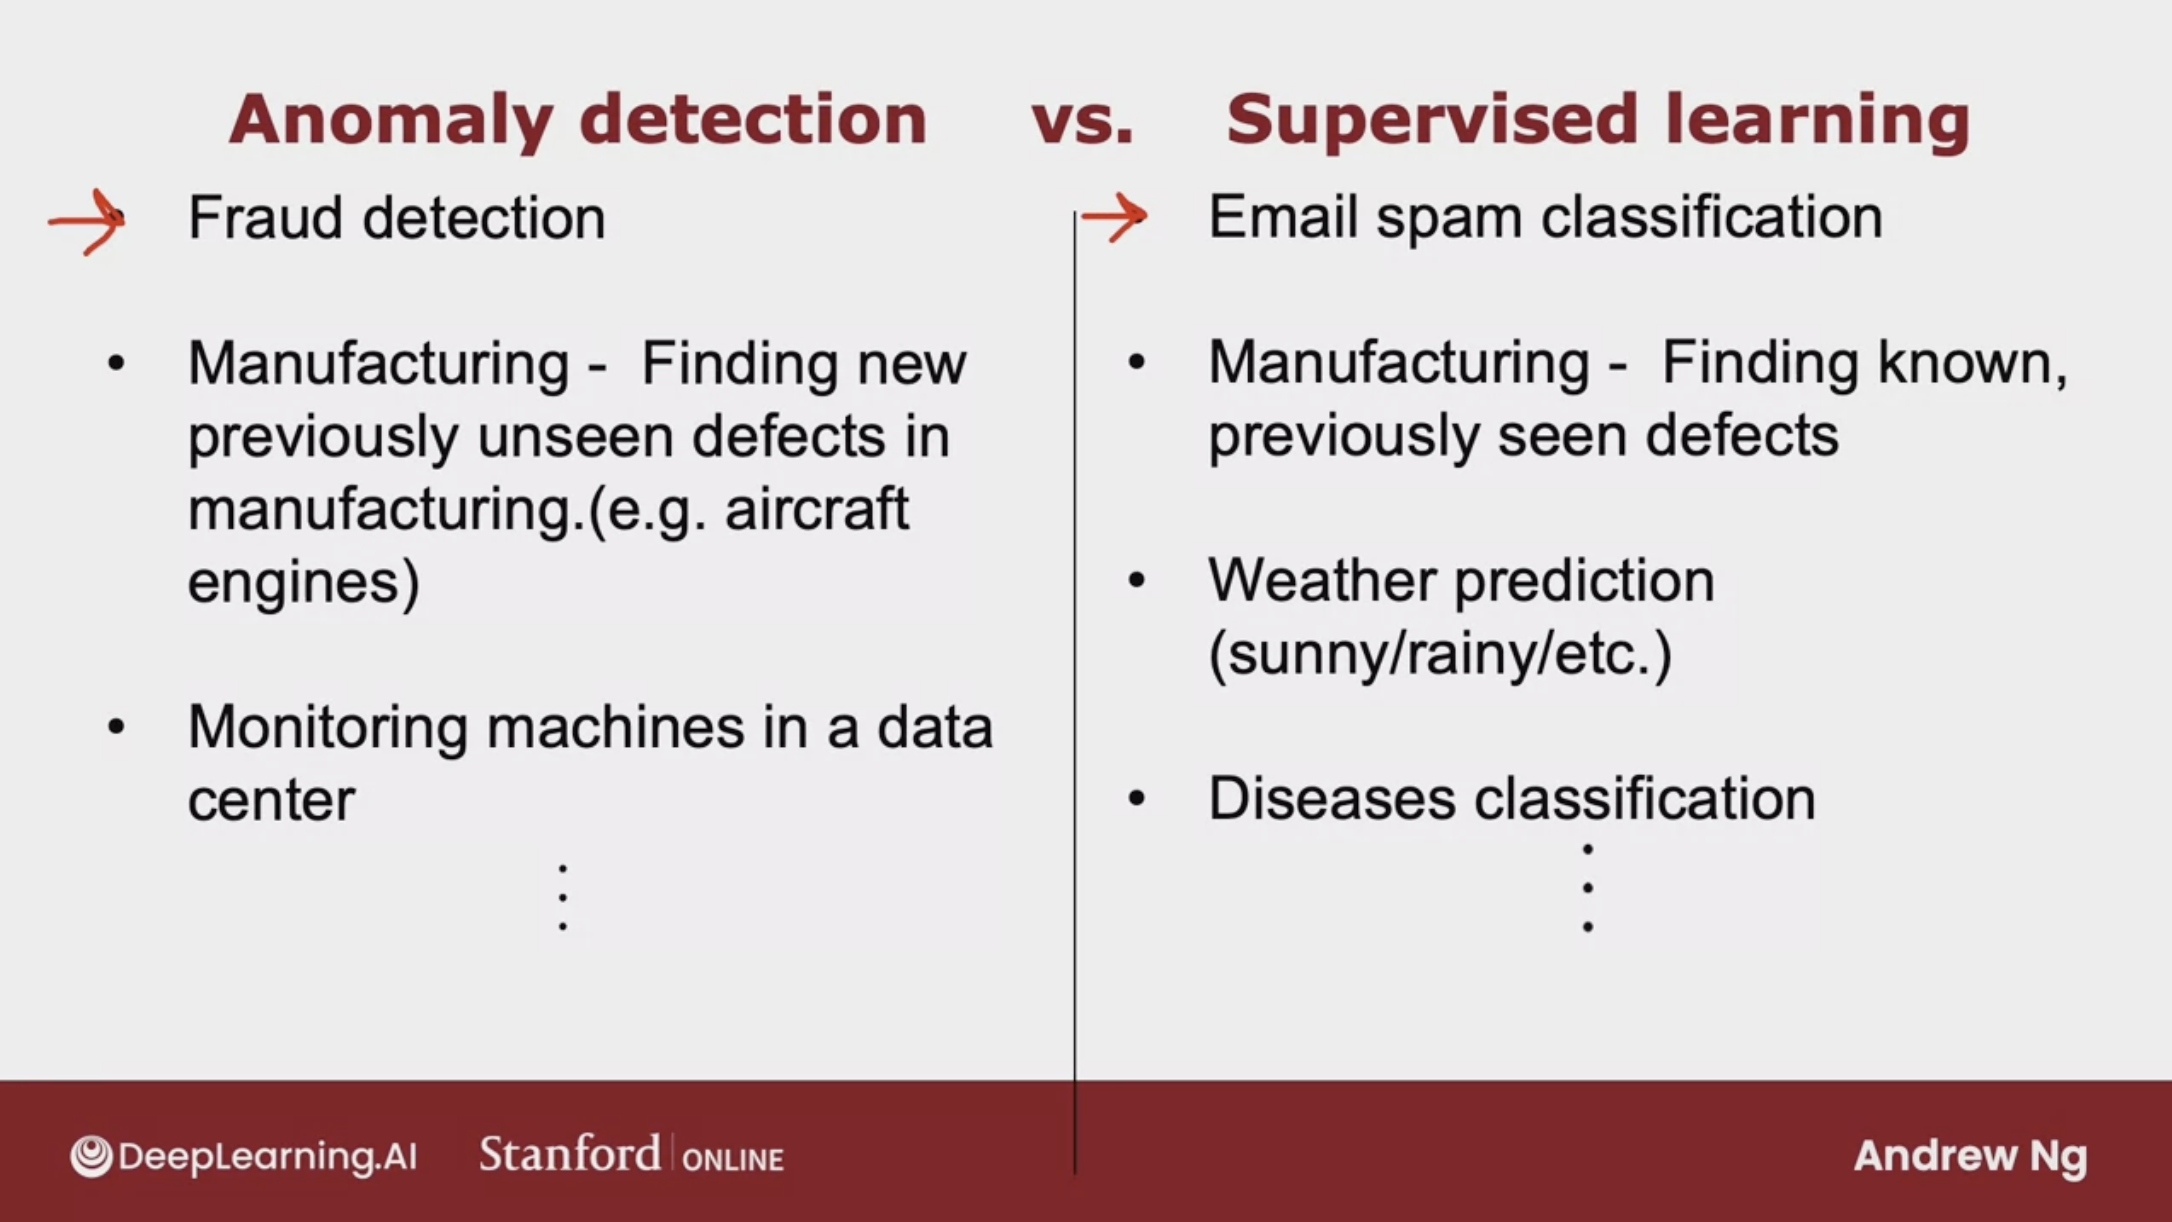 Anomaly detection vs. Supervised learning
Fraud detection
• Manufacturing - Finding new
previously unseen defects in
manufacturing.(e.g. aircraft
engines)
• Monitoring machines in a data
center
Email spam classification
• Manufacturing - Finding known,
previously seen defects
• Weather prediction
(sunny/rainy/etc.)
• Diseases classification
DeepLearning.AI
Stanford | ONLINE
Andrew Ng